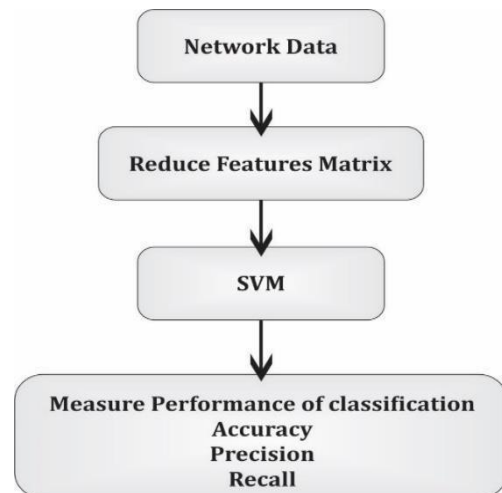 Network Data
Reduce Features Matrix
SVM
Measure Performance of classification
Accuracy
Precision
Recall